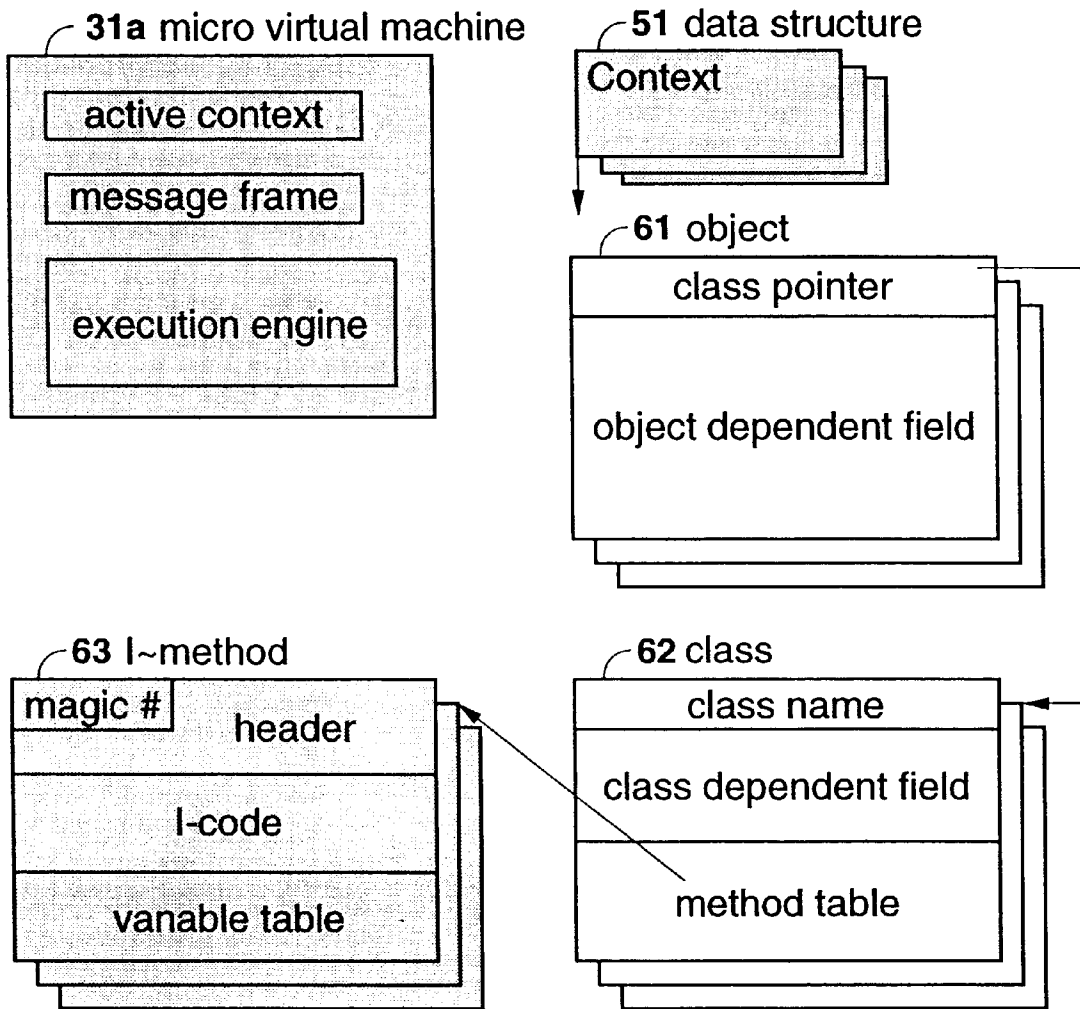 31a micro virtual machine
active context
message frame
execution engine
51 data structure
Context
61 object
class pointer
object dependent field
63 I~method
magic #
header
I-code
vanable table
62 class
class name
class dependent field
method table